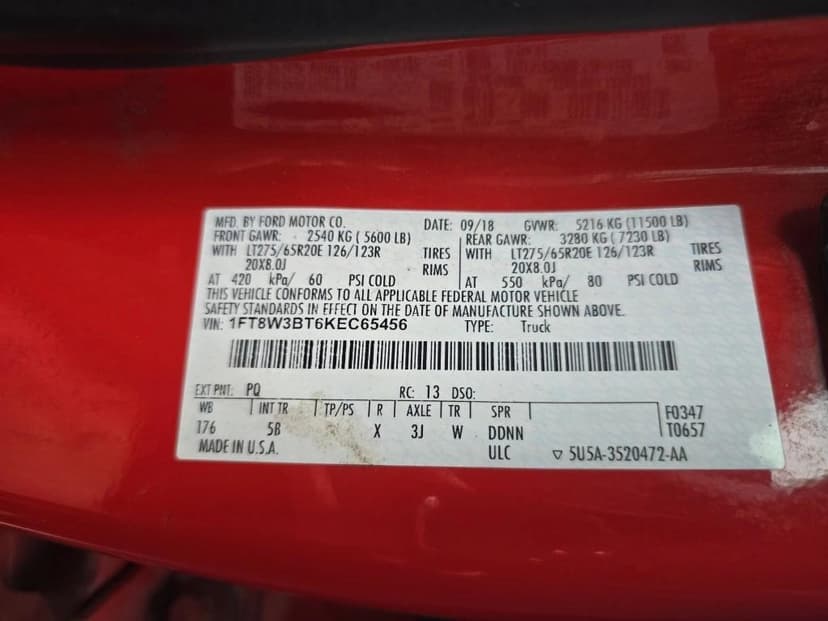 MFD. BY FORD MOTOR CO. DATE: 09/18 GVWR: 5216 KG (11500 LB)
FRONT GAWR: 2540 KG (5600 LB) REAR GAWR: 3280 KG (7230 LB)
WITH LT275/65R20E 126/123R TIRES WITH LT275/65R20E 126/123R TIRES
20X8.0J RIMS 20X8.0J RIMS
AT 420 kPa/ 60 PSI COLD AT 550 kPa/ 80 PSI COLD
THIS VEHICLE CONFORMS TO ALL APPLICABLE FEDERAL MOTOR VEHICLE
SAFETY STANDARDS IN EFFECT ON THE DATE OF MANUFACTURE SHOWN ABOVE.
VIN: 1FT8W3BT6KEC65456 TYPE: Truck
EXT PNT: PQ RC: 13 DSO:
WB INT TR TP/PS R AXLE TR SPR F0347
176 5B X 3J W DDNN T0657
MADE IN U.S.A. ULC ▽ 5U5A-3520472-AA